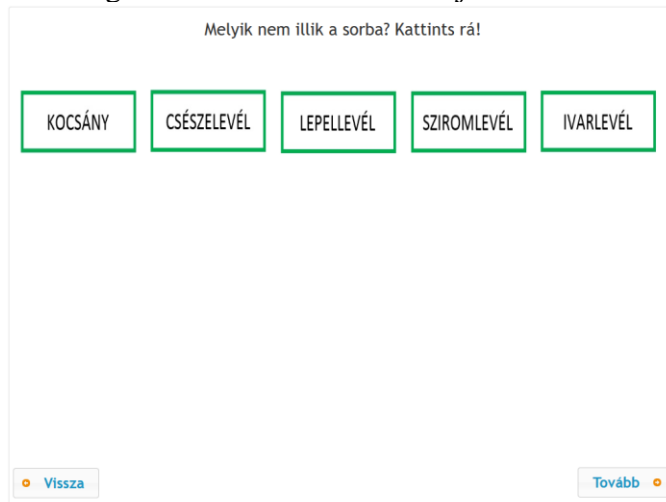 Melyik nem illik a sorba? Kattints rá!
KOCSÁNY CSÉSZELEVÉL LEPELLEVÉL SZIROMLEVÉL IVARLEVÉL
Vissza Tovább